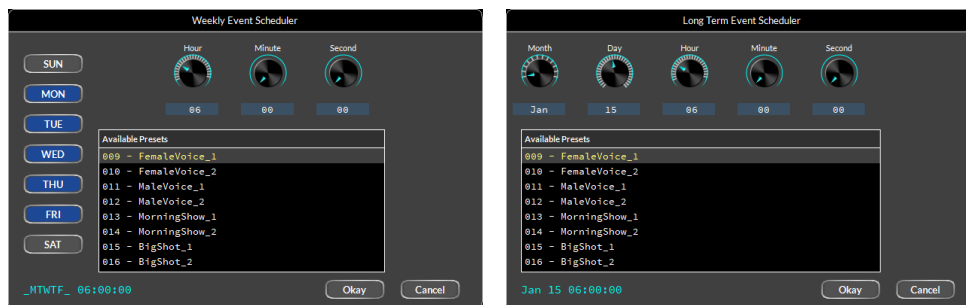 Weekly Event Scheduler
Hour Minute Second
SUN
MON
TUE
WED
THU
FRI
SAT
06 00 00
Available Presets
009 - FemaleVoice_1
010 - FemaleVoice_2
011 - MaleVoice_1
012 - MaleVoice_2
013 - MorningShow_1
014 - MorningShow_2
015 - BigShot_1
016 - BigShot_2
_MTWTF_ 06:00:00
Okay Cancel
Long Term Event Scheduler
Month Day Hour Minute Second
Jan 15 06 00 00
Available Presets
009 - FemaleVoice_1
010 - FemaleVoice_2
011 - MaleVoice_1
012 - MaleVoice_2
013 - MorningShow_1
014 - MorningShow_2
015 - BigShot_1
016 - BigShot_2
Jan 15 06:00:00
Okay Cancel